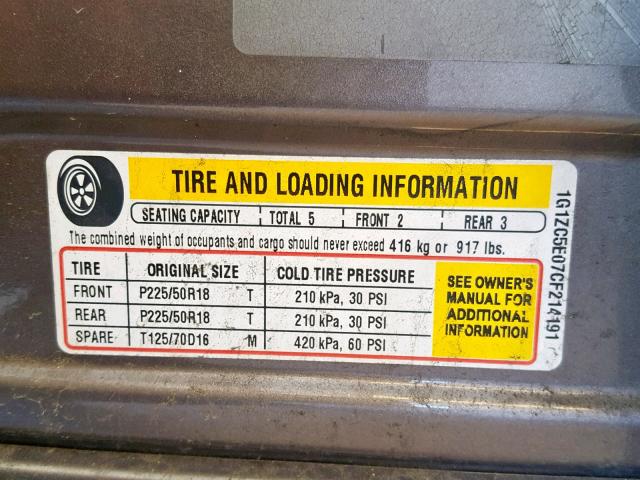 TIRE AND LOADING INFORMATION
SEATING CAPACITY TOTAL 5 FRONT 2 REAR 3
The combined weight of occupants and cargo should never exceed 416 kg or 917 lbs.
TIRE ORIGINAL SIZE COLD TIRE PRESSURE
FRONT P225/50R18 T 210 kPa, 30 PSI
REAR P225/50R18 T 210 kPa, 30 PSI
SPARE T125/70D16 M 420 kPa, 60 PSI
SEE OWNER'S
MANUAL FOR
ADDITIONAL
INFORMATION
1G1ZC5E07CF214191